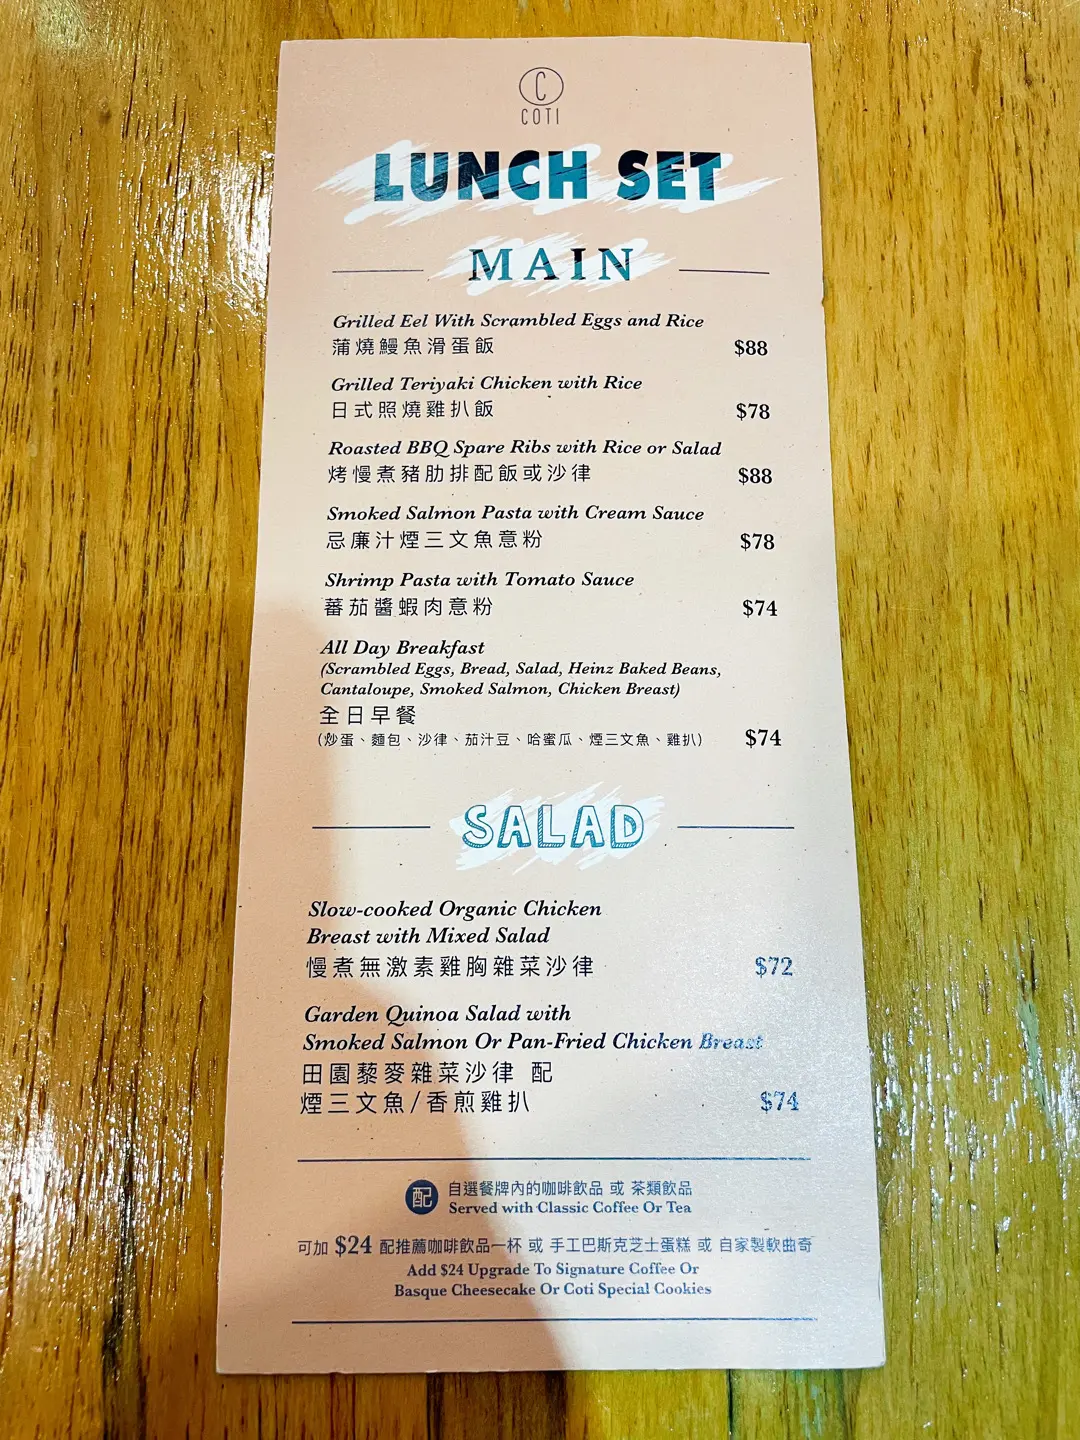 C
COTI
LUNCH SET
MAIN
Grilled Eel With Scrambled Eggs and Rice
蒲燒鰻魚滑蛋飯 $88
Grilled Teriyaki Chicken with Rice
日式照燒雞扒飯 $78
Roasted BBQ Spare Ribs with Rice or Salad
烤慢煮豬肋排配飯或沙律 $88
Smoked Salmon Pasta with Cream Sauce
忌廉汁煙三文魚意粉 $78
Shrimp Pasta with Tomato Sauce
蕃茄醬蝦肉意粉 $74
All Day Breakfast
(Scrambled Eggs, Bread, Salad, Heinz Baked Beans,
Cantaloupe, Smoked Salmon, Chicken Breast)
全日早餐
(炒蛋、麵包、沙律、茄汁豆、哈蜜瓜、煙三文魚、雞扒) $74
SALAD
Slow-cooked Organic Chicken
Breast with Mixed Salad
慢煮無激素雞胸雜菜沙律 $72
Garden Quinoa Salad with
Smoked Salmon Or Pan-Fried Chicken Breast
田園藜麥雜菜沙律 配
煙三文魚/香煎雞扒 $74
配 自選餐牌內的咖啡飲品 或 茶類飲品
Served with Classic Coffee Or Tea
可加 $24 配推薦咖啡飲品一杯 或 手工巴斯克芝士蛋糕 或 自家製軟曲奇
Add $24 Upgrade To Signature Coffee Or
Basque Cheesecake Or Coti Special Cookies